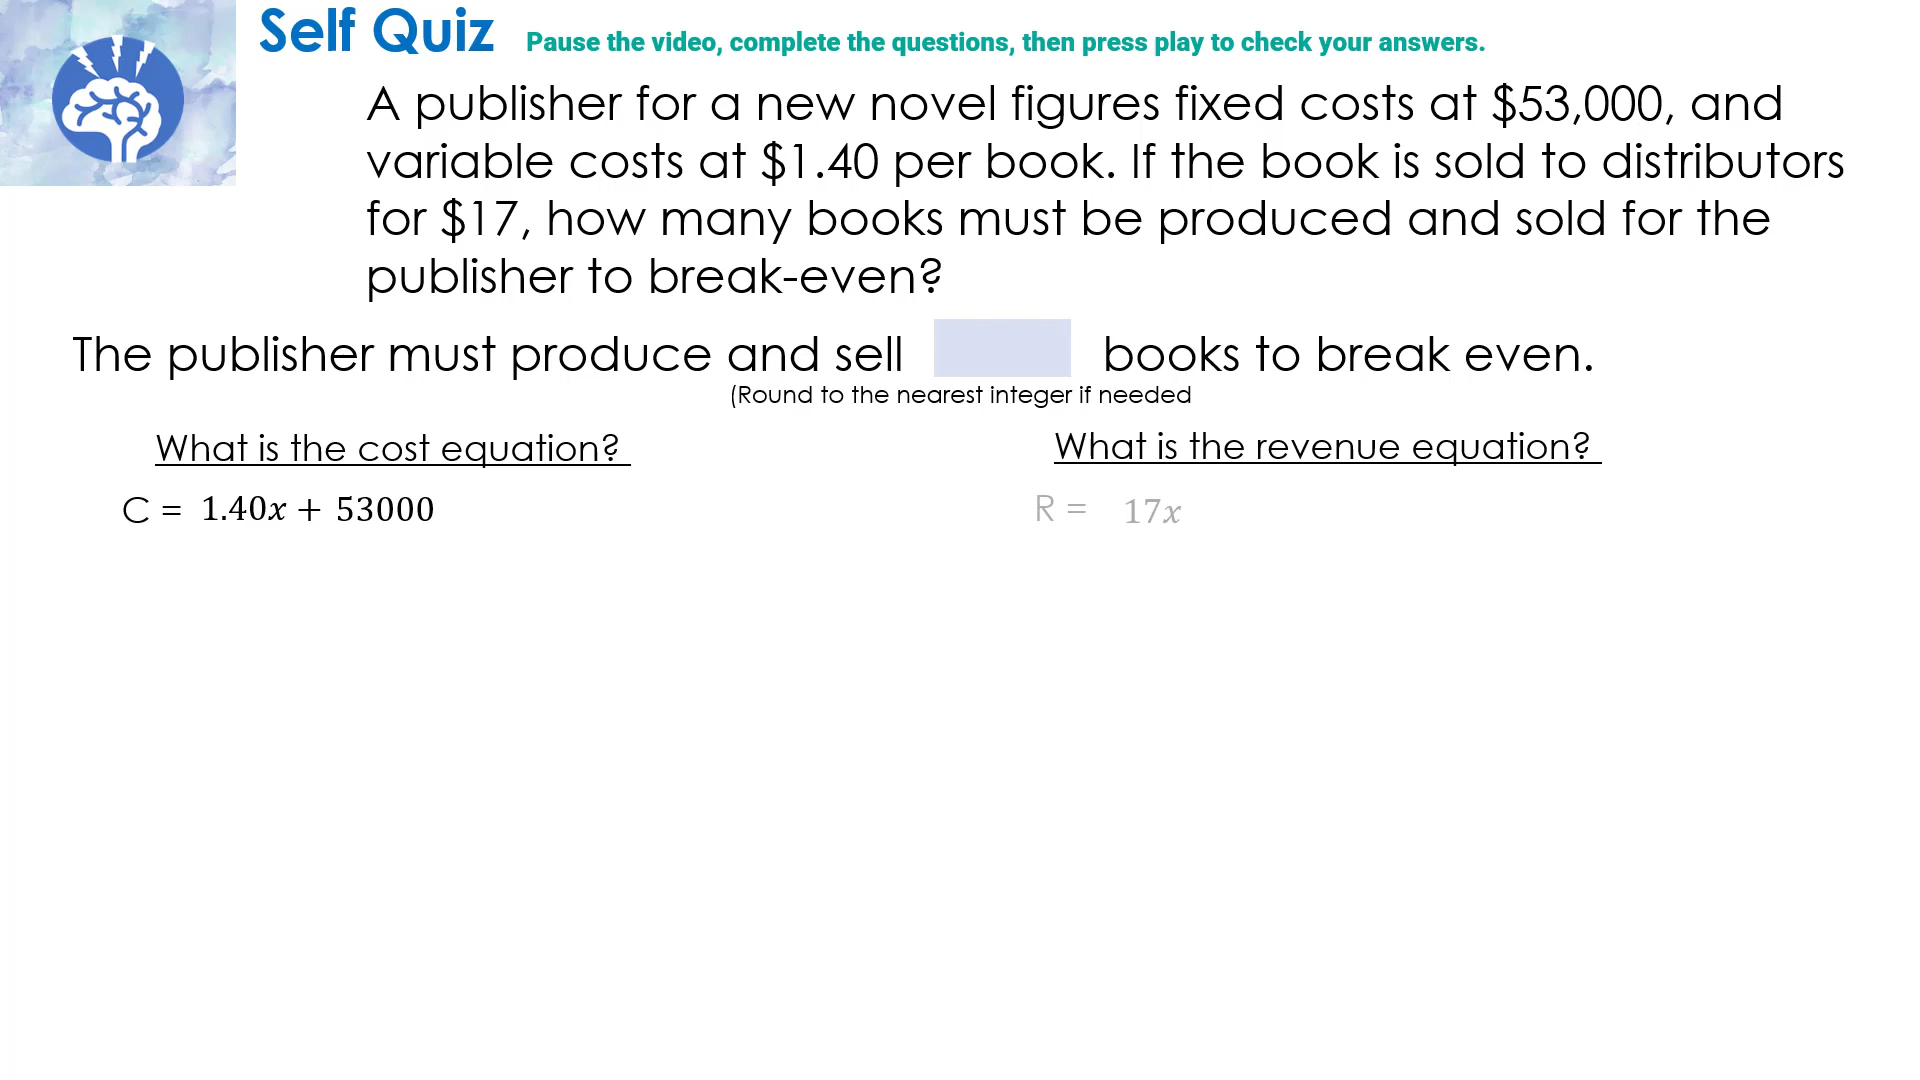 Self Quiz Pause the video, complete the questions, then press play to check your answers.
A publisher for a new novel figures fixed costs at $53,000, and
variable costs at $1.40 per book. If the book is sold to distributors
for $17, how many books must be produced and sold for the
publisher to break-even?
The publisher must produce and sell books to break even.
(Round to the nearest integer if needed
What is the cost equation? What is the revenue equation?
C = 1.40x + 53000 R = 17x